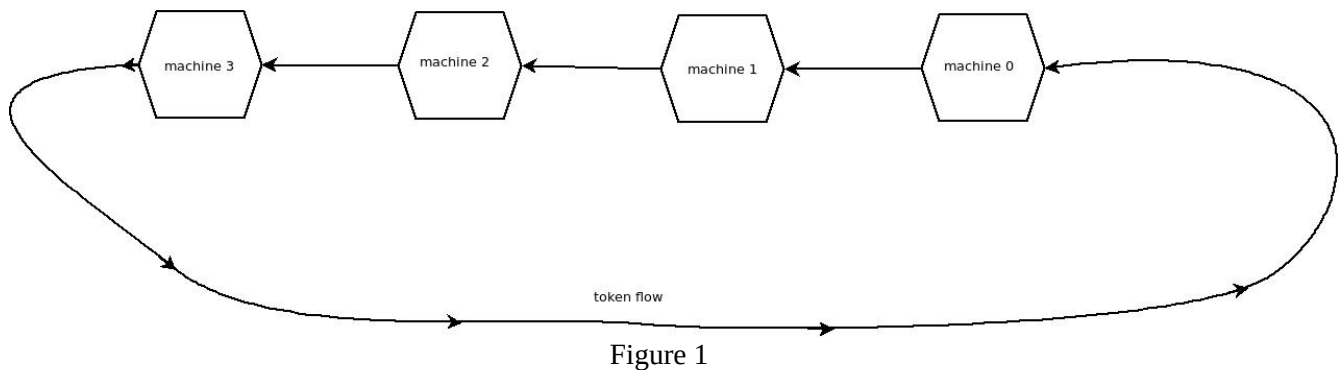 machine 3
machine 2
machine 1
machine 0
token flow
Figure 1